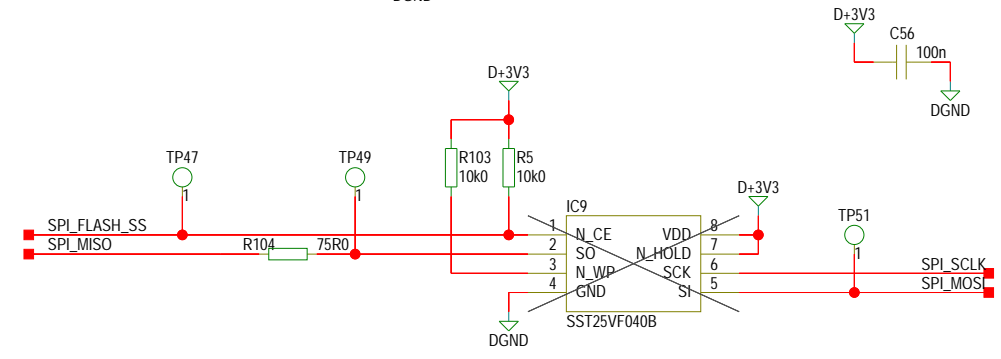 DGND
D+3V3
C56
100n
DGND
D+3V3
TP47
TP49
R103
10k0
R5
10k0
1
1
D+3V3
IC9
TP51
SPI_FLASH_SS
1
N_CE
VDD
8
1
SPI_MISO
R104
75R0
2
SO
N_HOLD
7
3
N_WP
SCK
6
SPI_SCLK
4
GND
SI
5
SPI_MOSI
SST25VF040B
DGND